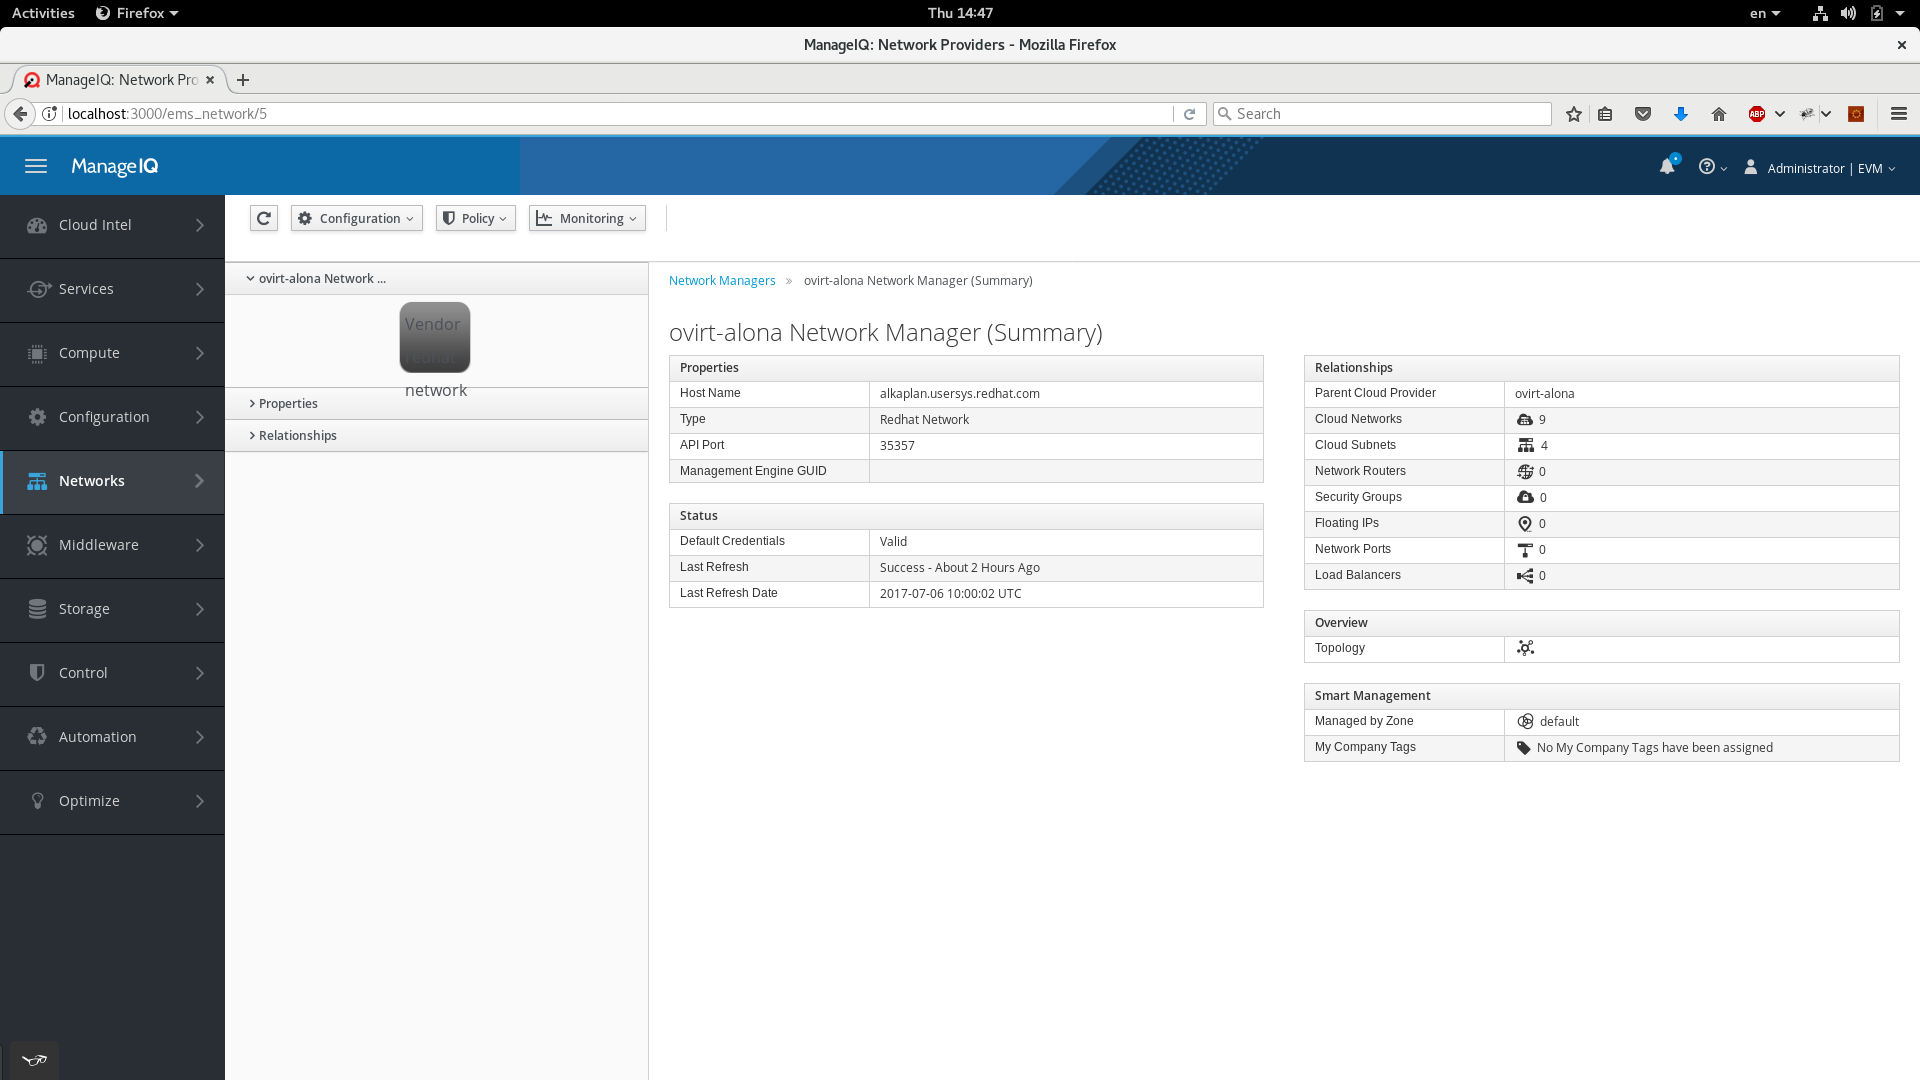 Activities Firefox Thu 14:47 en
ManageIQ: Network Providers - Mozilla Firefox
ManageIQ: Network Pro
localhost:3000/ems_network/5 Search ABP
ManageIQ Administrator | EVM
Cloud Intel
Services
Compute
Configuration
Networks
Middleware
Storage
Control
Automation
Optimize
Configuration Policy Monitoring
ovirt-alona Network ...
Vendor
redhat
network
Properties
Relationships
Network Managers » ovirt-alona Network Manager (Summary)
ovirt-alona Network Manager (Summary)
Properties
Host Name alkaplan.usersys.redhat.com
Type Redhat Network
API Port 35357
Management Engine GUID
Status
Default Credentials Valid
Last Refresh Success - About 2 Hours Ago
Last Refresh Date 2017-07-06 10:00:02 UTC
Relationships
Parent Cloud Provider ovirt-alona
Cloud Networks 9
Cloud Subnets 4
Network Routers 0
Security Groups 0
Floating IPs 0
Network Ports 0
Load Balancers 0
Overview
Topology
Smart Management
Managed by Zone default
My Company Tags No My Company Tags have been assigned